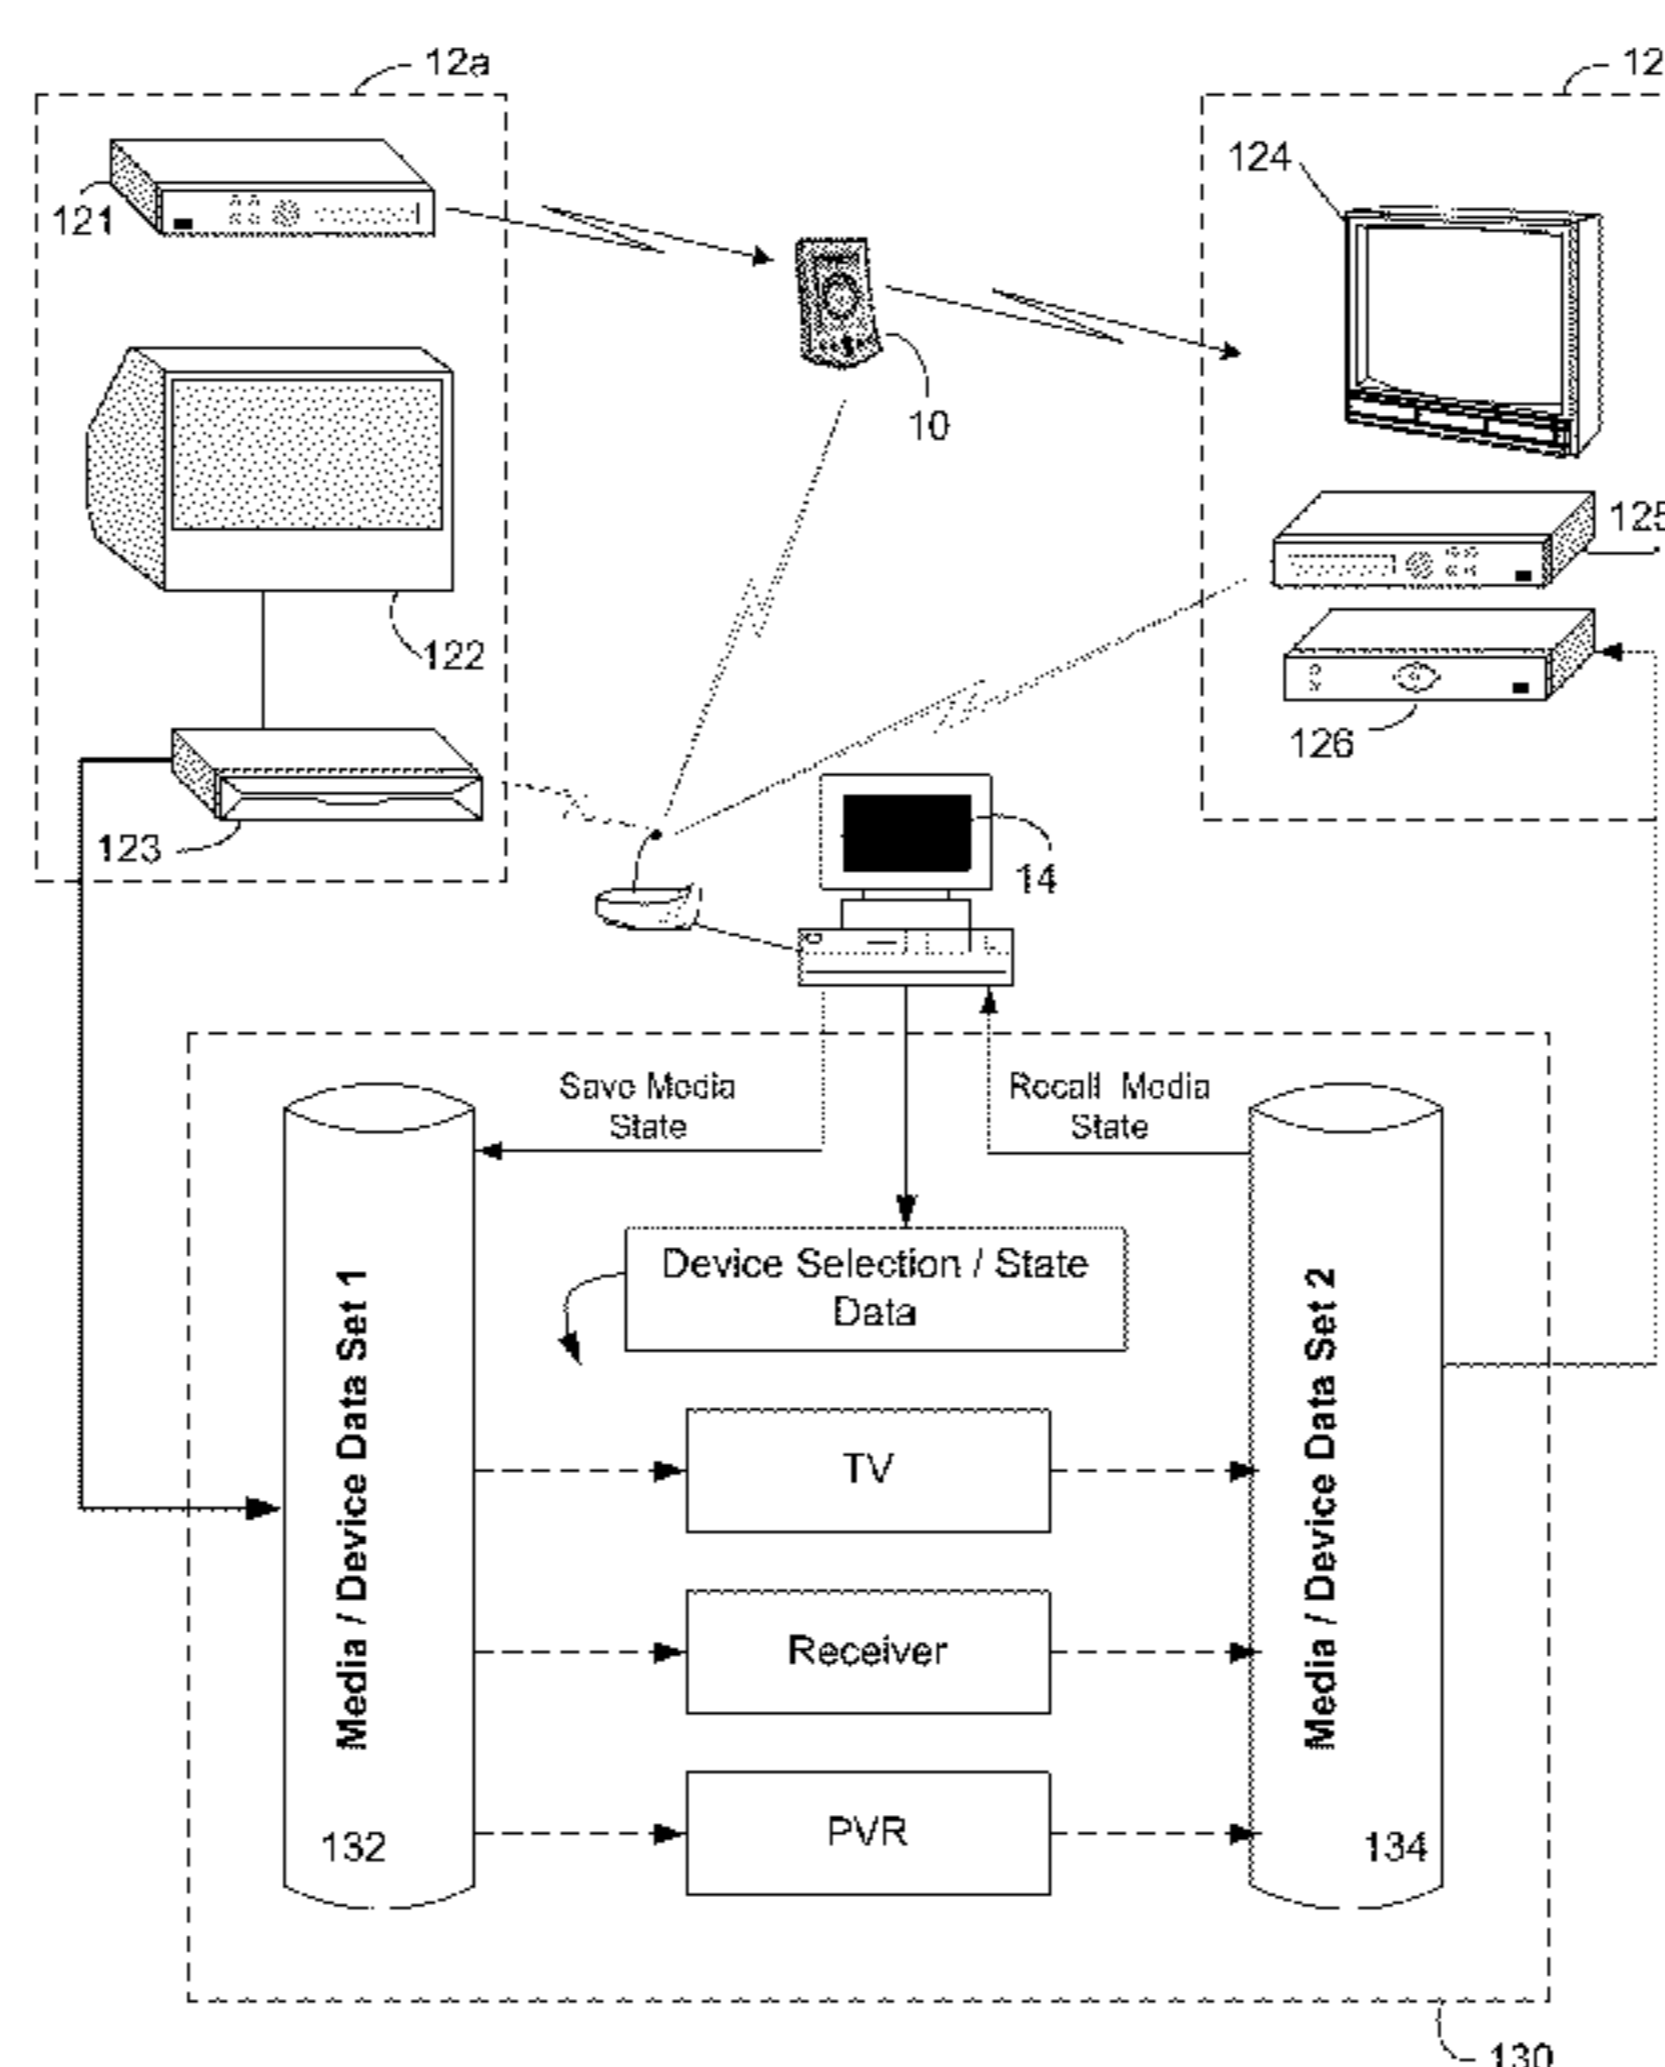 12a
12
121
124
10
125
122
126
123
14
Save Media
State
Recall Media
State
Device Selection / State
Data
Media / Device Data Set 1
Media / Device Data Set 2
TV
Receiver
PVR
132
134
130